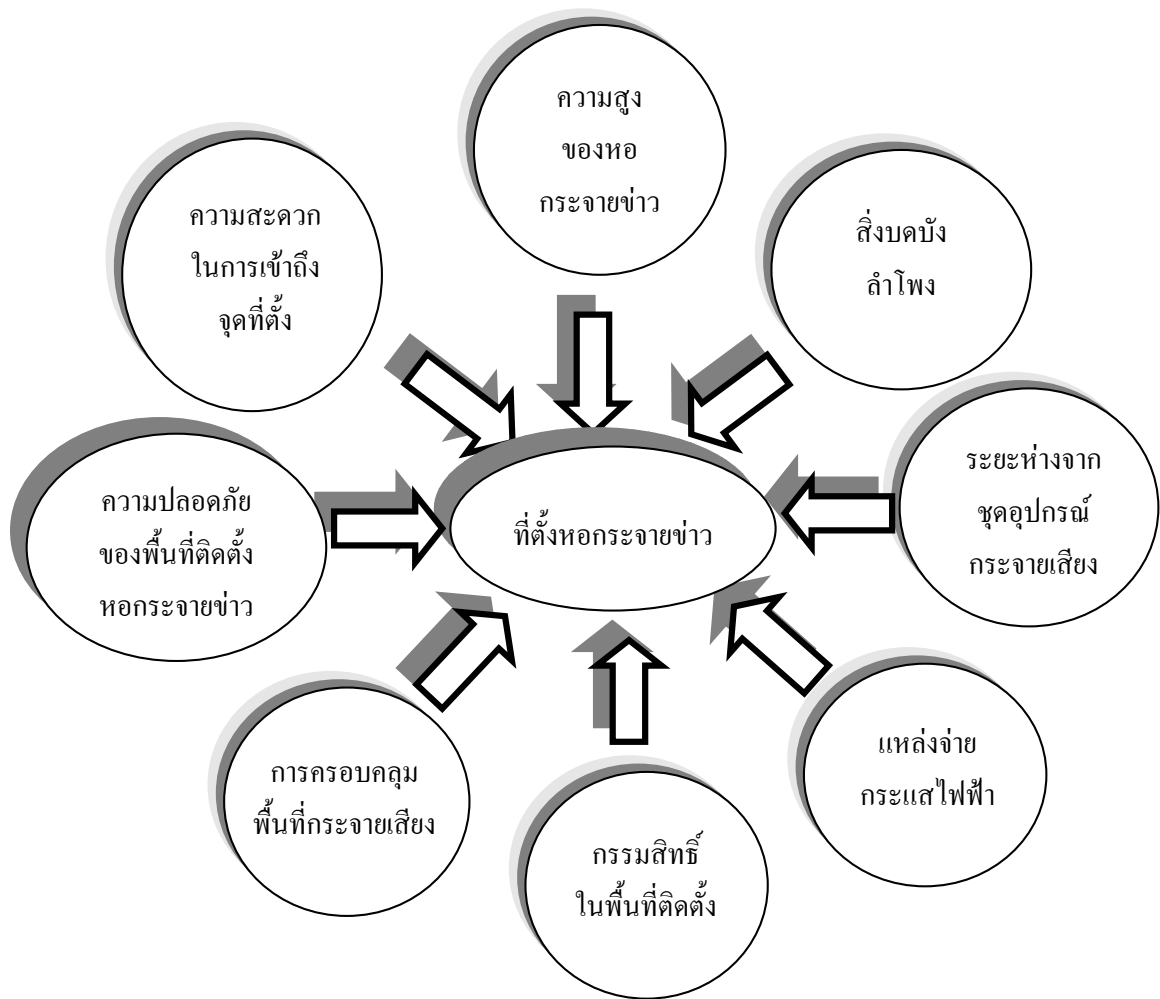 ความสูง
ของหอ
กระจายข่าว
สิ่งบดบัง
ลำโพง
ระยะห่างจาก
ชุดอุปกรณ์
กระจายเสียง
แหล่งจ่าย
กระแสไฟฟ้า
กรรมสิทธิ์
ในพื้นที่ติดตั้ง
การครอบคลุม
พื้นที่กระจายเสียง
ความปลอดภัย
ของพื้นที่ติดตั้ง
หอกระจายข่าว
ความสะดวก
ในการเข้าถึง
จุดที่ตั้ง
ที่ตั้งหอกระจายข่าว